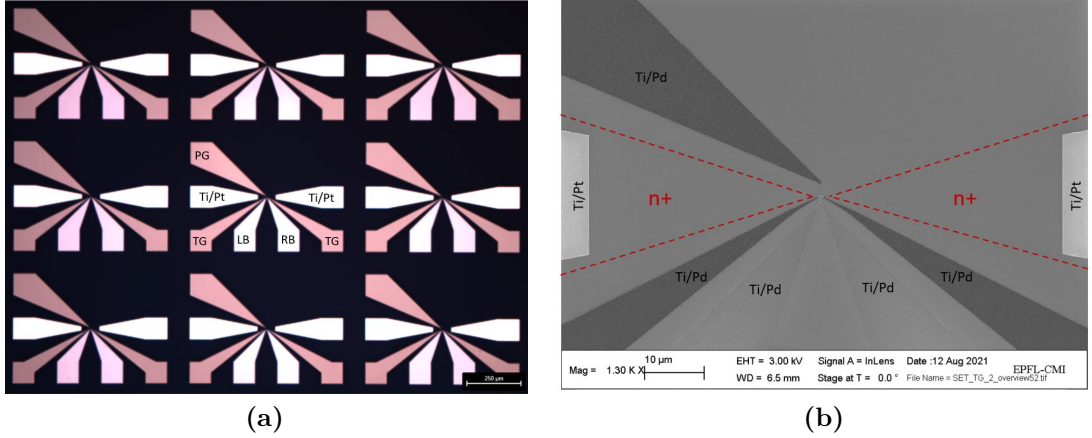 PG
Ti/Pt
Ti/Pt
TG
LB
RB
TG
250 µm
Ti/Pd
Ti/Pt
n+
n+
Ti/Pt
Ti/Pd
Ti/Pd
Ti/Pd
Ti/Pd
10 µm
EHT = 3.00 kV
Signal A = InLens
Date :12 Aug 2021
EPFL-CMI
Mag = 1.30 K X
WD = 6.5 mm
Stage at T = 0.0 °
File Name = SET_TG_2_overview52.tif
(a)
(b)